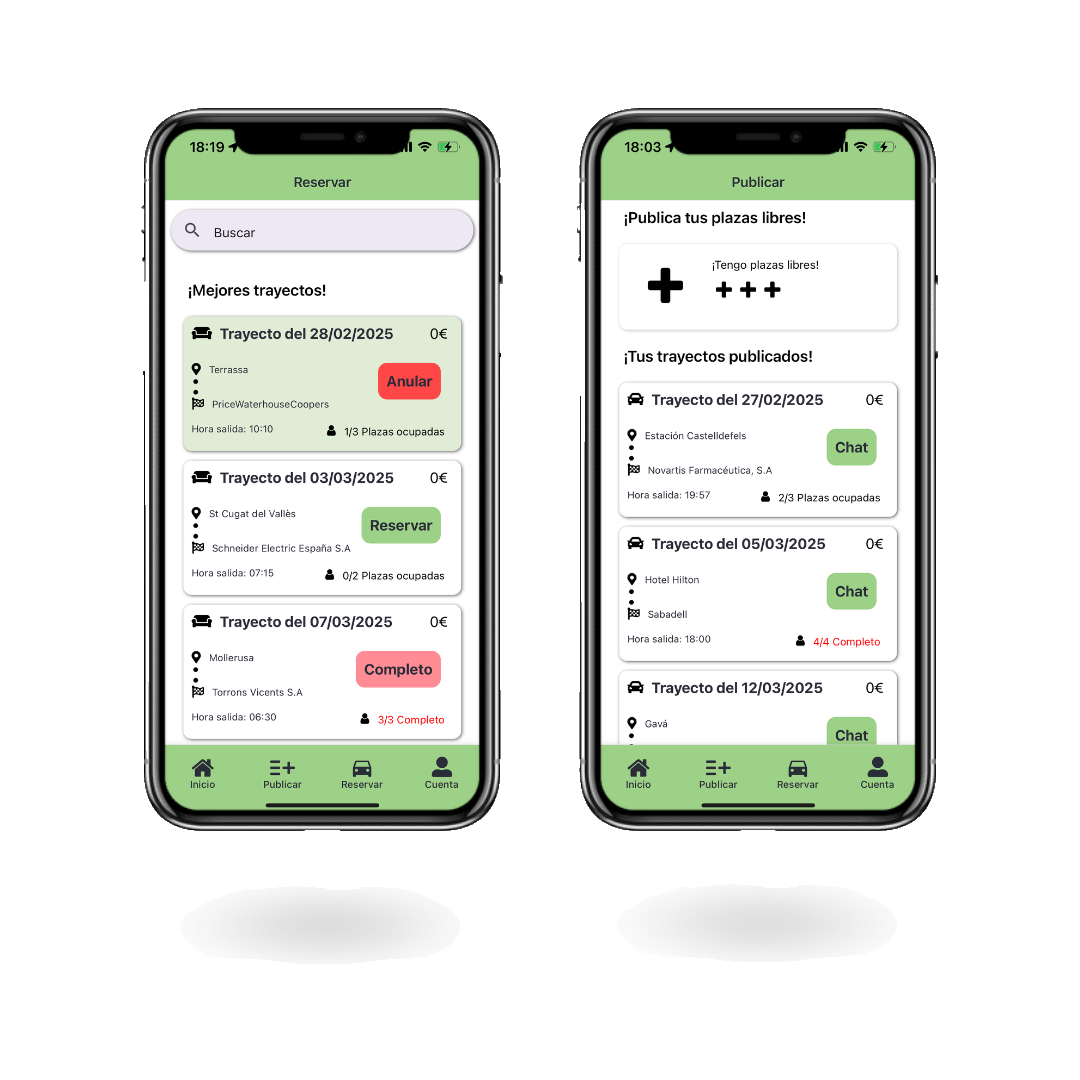 18:19
Reservar
Buscar
¡Mejores trayectos!
Trayecto del 28/02/2025 0€
Terrassa
Anular
PriceWaterhouseCoopers
Hora salida: 10:10 1/3 Plazas ocupadas
Trayecto del 03/03/2025 0€
St Cugat del Vallès
Reservar
Schneider Electric España S.A
Hora salida: 07:15 0/2 Plazas ocupadas
Trayecto del 07/03/2025 0€
Mollerusa
Completo
Torrons Vicents S.A
Hora salida: 06:30 3/3 Completo
Inicio Publicar Reservar Cuenta
18:03
Publicar
¡Publica tus plazas libres!
¡Tengo plazas libres!
¡Tus trayectos publicados!
Trayecto del 27/02/2025 0€
Estación Castelldefels
Chat
Novartis Farmacéutica, S.A
Hora salida: 19:57 2/3 Plazas ocupadas
Trayecto del 05/03/2025 0€
Hotel Hilton
Chat
Sabadell
Hora salida: 18:00 4/4 Completo
Trayecto del 12/03/2025 0€
Gavá
Chat
Inicio Publicar Reservar Cuenta